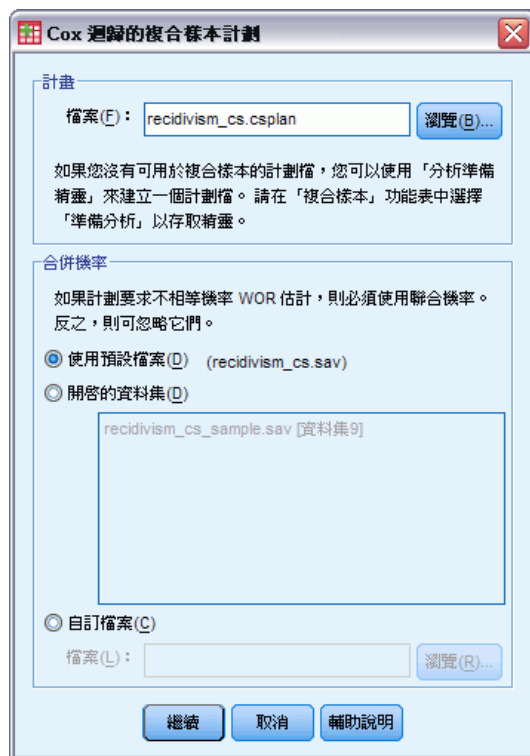 Cox 迴歸的複合樣本計劃
計畫
檔案(F)：
recidivism_cs.csplan
瀏覽(B)...
如果您沒有可用於複合樣本的計劃檔，您可以使用「分析準備
精靈」來建立一個計劃檔。請在「複合樣本」功能表中選擇
「準備分析」以存取精靈。
合併機率
如果計劃要求不相等機率 WOR 估計，則必須使用聯合機率。
反之，則可忽略它們。
使用預設檔案(D) (recidivism_cs.sav)
開啓的資料集(D)
recidivism_cs_sample.sav [資料集9]
自訂檔案(C)
檔案(L)：
瀏覽(R)...
繼續 取消 輔助說明